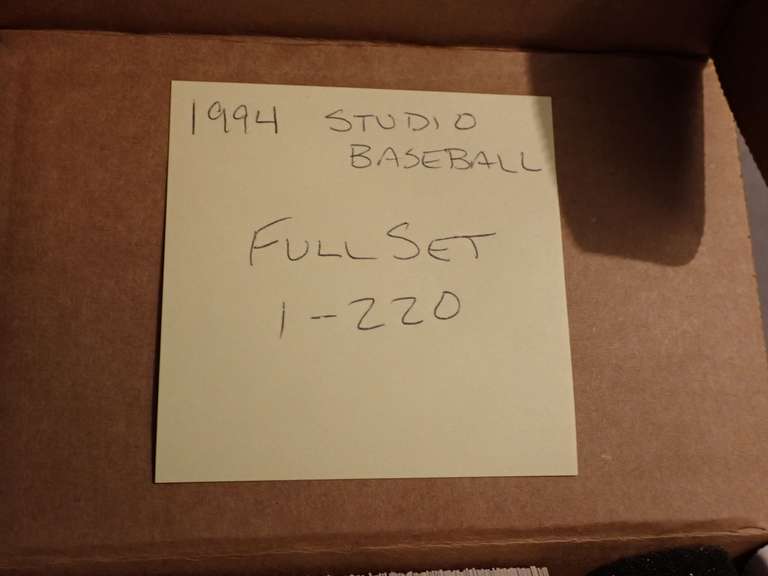 1994 STUDIO
BASEBALL
FULL SET
1-220